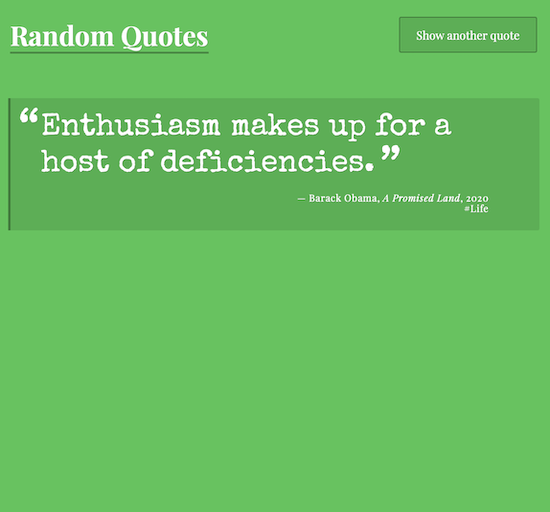 Random Quotes
Show another quote
“Enthusiasm makes up for a
host of deficiencies.”
— Barack Obama, A Promised Land, 2020
#Life